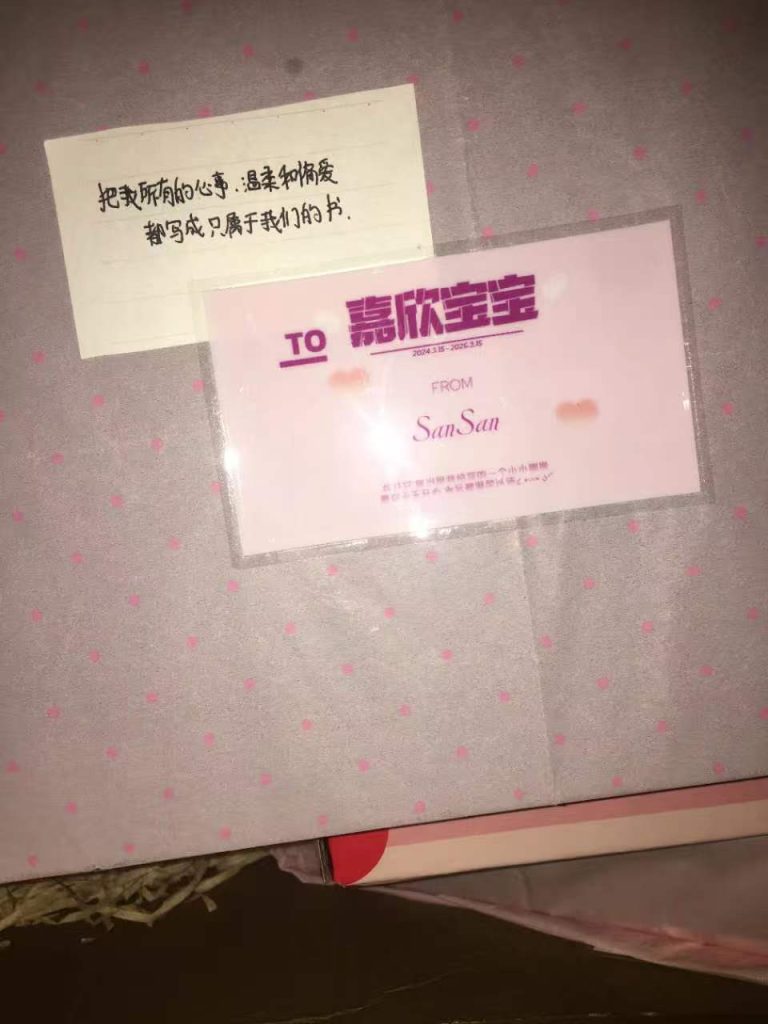 把我所有的心事.温柔和偏爱
都写成只属于我们的书.
TO 嘉欣宝宝
2024.3.15-2026.3.15
FROM
SanSan